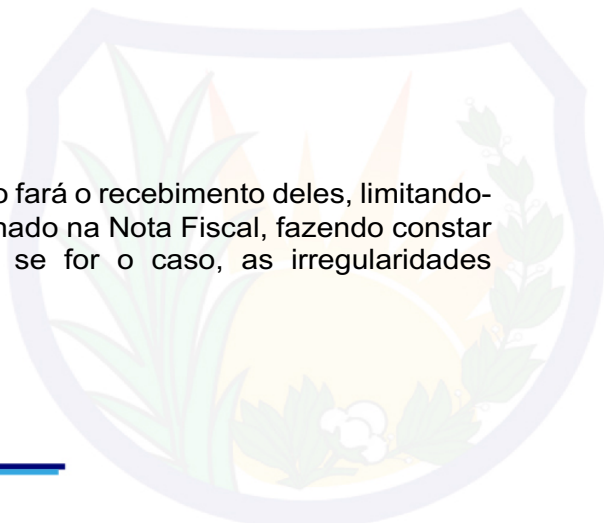 o fará o recebimento deles, limitando-
nado na Nota Fiscal, fazendo constar
se for o caso, as irregularidades